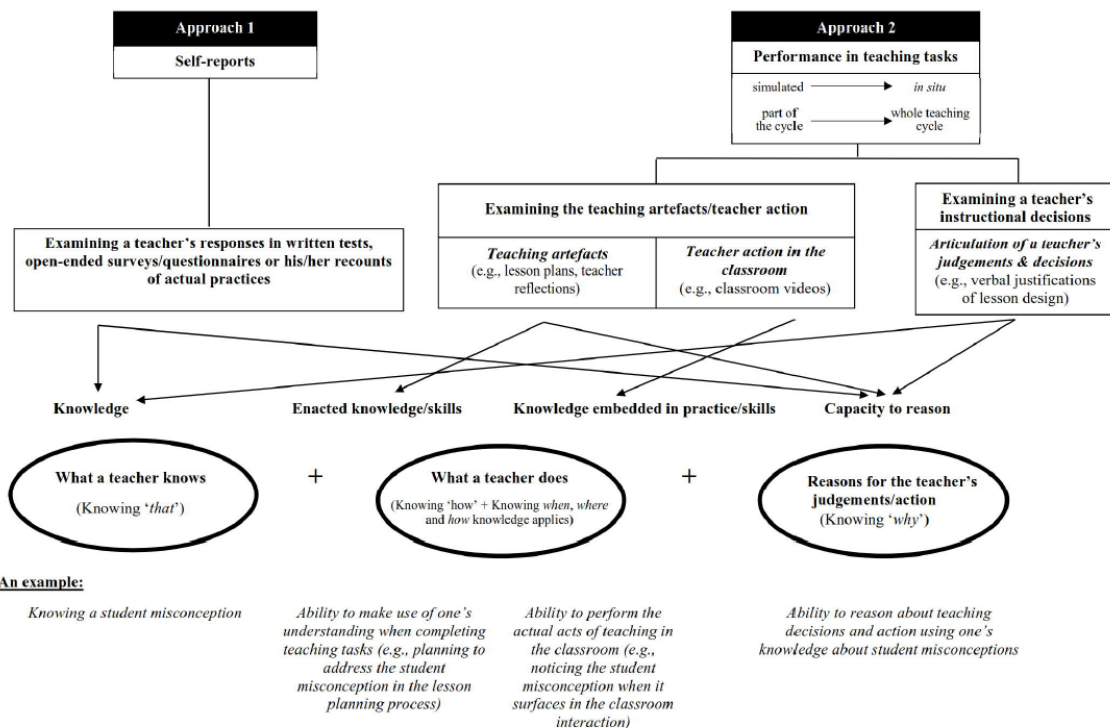 Approach 1
Self-reports
Approach 2
Performance in teaching tasks
simulated
in situ
part of
the cycle
whole teaching
cycle
Examining a teacher's responses in written tests,
open-ended surveys/questionnaires or his/her recounts
of actual practices
Examining the teaching artefacts/teacher action
Teaching artefacts
(e.g., lesson plans, teacher
reflections)
Teacher action in the
classroom
(e.g., classroom videos)
Examining a teacher's
instructional decisions
Articulation of a teacher's
judgements & decisions
(e.g., verbal justifications
of lesson design)
Knowledge
Enacted knowledge/skills
Knowledge embedded in practice/skills
Capacity to reason
What a teacher knows
(Knowing 'that')
+
What a teacher does
(Knowing 'how' + Knowing when, where
and how knowledge applies)
+
Reasons for the teacher's
judgements/action
(Knowing 'why')
An example:
Knowing a student misconception
Ability to make use of one's
understanding when completing
teaching tasks (e.g., planning to
address the student
misconception in the lesson
planning process)
Ability to perform the
actual acts of teaching in
the classroom (e.g.,
noticing the student
misconception when it
surfaces in the classroom
interaction)
Ability to reason about teaching
decisions and action using one's
knowledge about student misconceptions